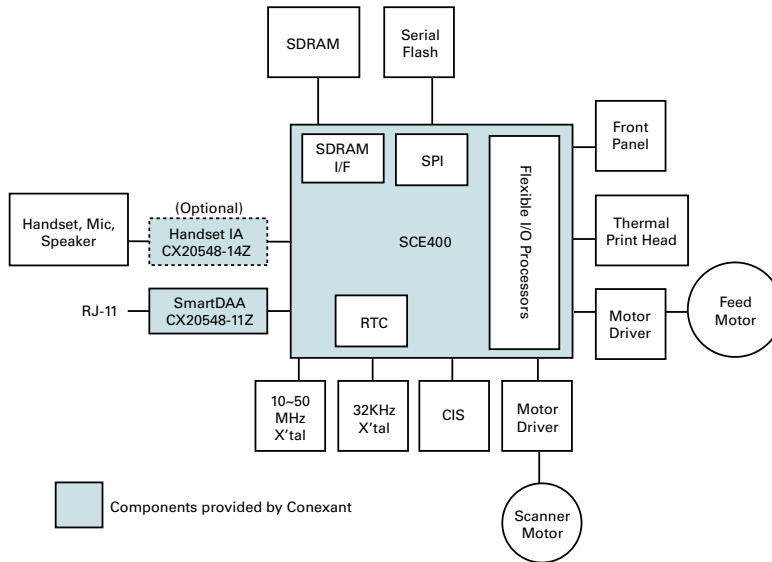 SDRAM
Serial
Flash
SDRAM
I/F
SPI
Flexible I/O Processors
Front
Panel
(Optional)
Handset, Mic,
Speaker
Handset IA
CX20548-14Z
SCE400
Thermal
Print Head
RJ-11
SmartDAA
CX20548-11Z
RTC
Motor
Driver
Feed
Motor
10~50
MHz
X'tal
32KHz
X'tal
CIS
Motor
Driver
Scanner
Motor
Components provided by Conexant